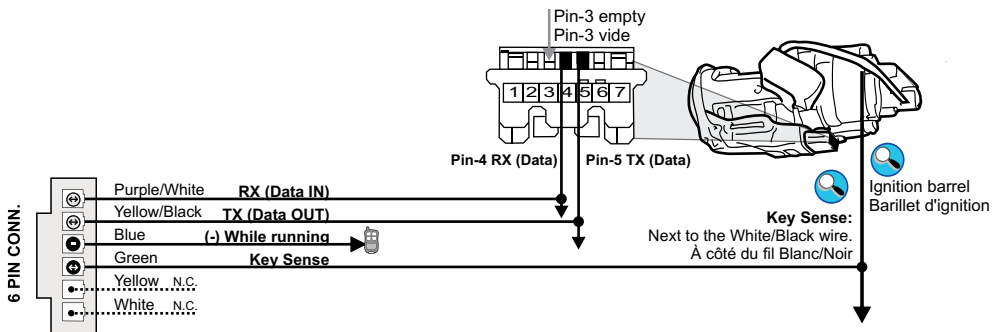 Pin-3 empty
Pin-3 vide
1 2 3 4 5 6 7
Pin-4 RX (Data)
Pin-5 TX (Data)
Ignition barrel
Barillet d'ignition
Key Sense:
Next to the White/Black wire.
À côté du fil Blanc/Noir
6 PIN CONN.
Purple/White RX (Data IN)
Yellow/Black TX (Data OUT)
Blue (-) While running
Green Key Sense
Yellow N.C.
White N.C.